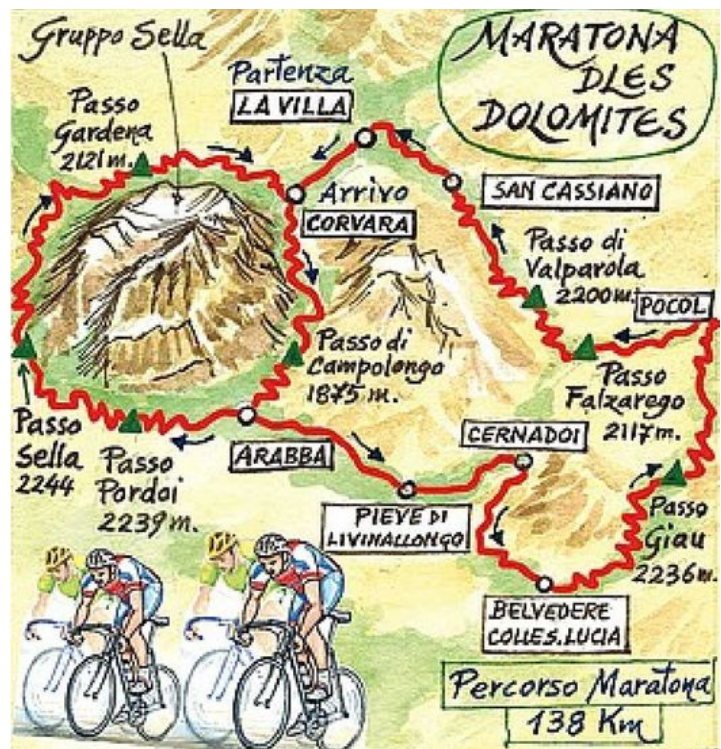 Gruppo Sella
MARATONA
DLES
DOLOMITES
Partenza
LA VILLA
Passo
Gardena
2121 m.
Arrivo
CORVARA
SAN CASSIANO
Passo di
Valparola
2200 m.
POCOL
Passo di
Campolongo
1875 m.
Passo
Falzarego
2117 m.
Passo
Sella
2244
Passo
Pordoi
2239 m.
ARABBA
CERNADOI
PIEVE DI
LIVINALLONGO
Passo
Giau
2236 m.
BELVEDERE
COLLE S. LUCIA
Percorso Maratona
138 Km